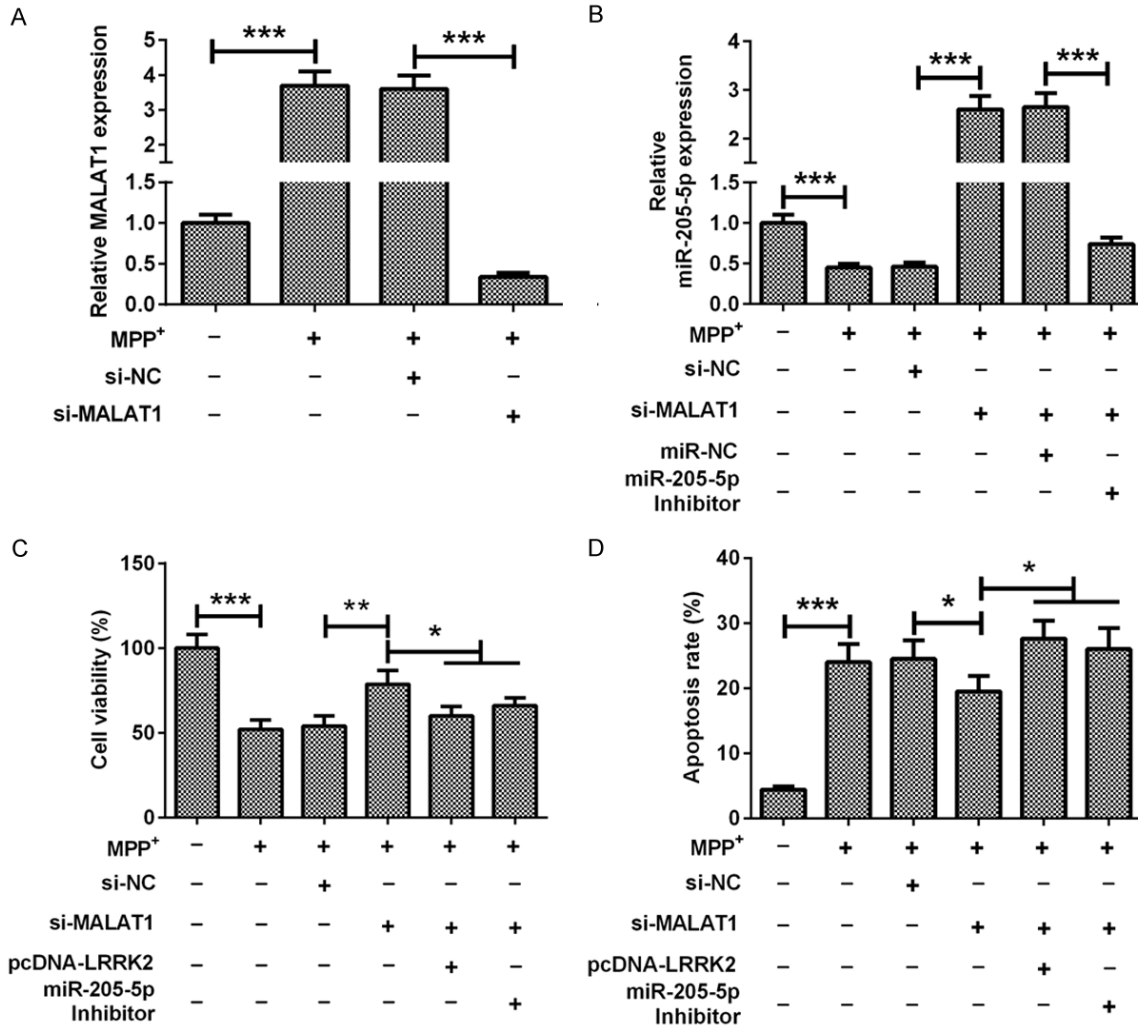 A
Relative MALAT1 expression
5
4
3
2
1.5
1.0
0.5
0.0
*** ***
MPP+ − + + +
si-NC − − + −
si-MALAT1 − − − +
B
Relative
miR-205-5p expression
4
3
2
1.5
1.0
0.5
0.0
*** *** ***
MPP+ − + + + + +
si-NC − − + − − −
si-MALAT1 − − − + + +
miR-NC − − − − + −
miR-205-5p
Inhibitor − − − − − +
C
Cell viability (%)
150
100
50
0
*** ** *
MPP+ − + + + + +
si-NC − − + − − −
si-MALAT1 − − − + + +
pcDNA-LRRK2 − − − − + −
miR-205-5p
Inhibitor − − − − − +
D
Apoptosis rate (%)
40
30
20
10
0
*** * *
MPP+ − + + + + +
si-NC − − + − − −
si-MALAT1 − − − + + +
pcDNA-LRRK2 − − − − + −
miR-205-5p
Inhibitor − − − − − +